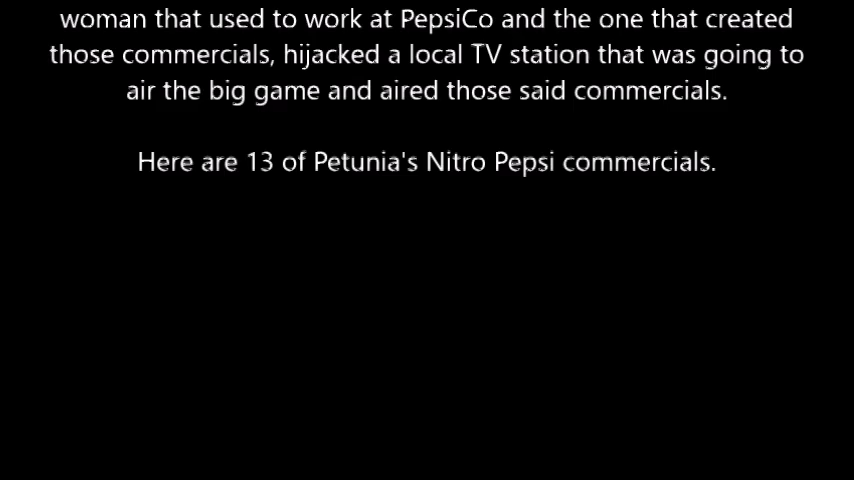 woman that used to work at PepsiCo and the one that created
those commercials, hijacked a local TV station that was going to
air the big game and aired those said commercials.
Here are 13 of Petunia's Nitro Pepsi commercials.